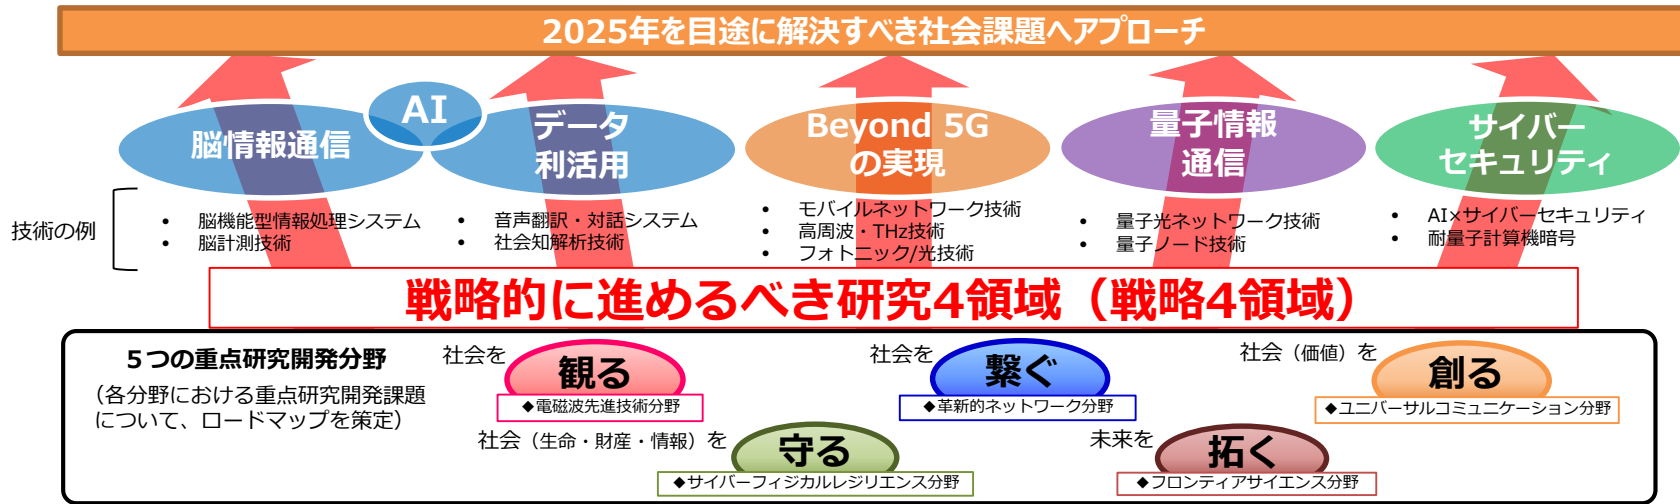 2025年を目途に解決すべき社会課題へアプローチ
AI
脳情報通信
データ
利活用
Beyond 5G
の実現
量子情報
通信
サイバー
セキュリティ
技術の例
• 脳機能型情報処理システム
• 脳計測技術
• 音声翻訳・対話システム
• 社会知解析技術
• モバイルネットワーク技術
• 高周波・THz技術
• フォトニック/光技術
• 量子光ネットワーク技術
• 量子ノード技術
• AI×サイバーセキュリティ
• 耐量子計算機暗号
戦略的に進めるべき研究4領域（戦略4領域）
５つの重点研究開発分野
（各分野における重点研究開発課題
について、ロードマップを策定）
社会を
観る
◆電磁波先進技術分野
社会を
繋ぐ
◆革新的ネットワーク分野
社会（価値）を
創る
◆ユニバーサルコミュニケーション分野
社会（生命・財産・情報）を
守る
◆サイバーフィジカルレジリエンス分野
未来を
拓く
◆フロンティアサイエンス分野